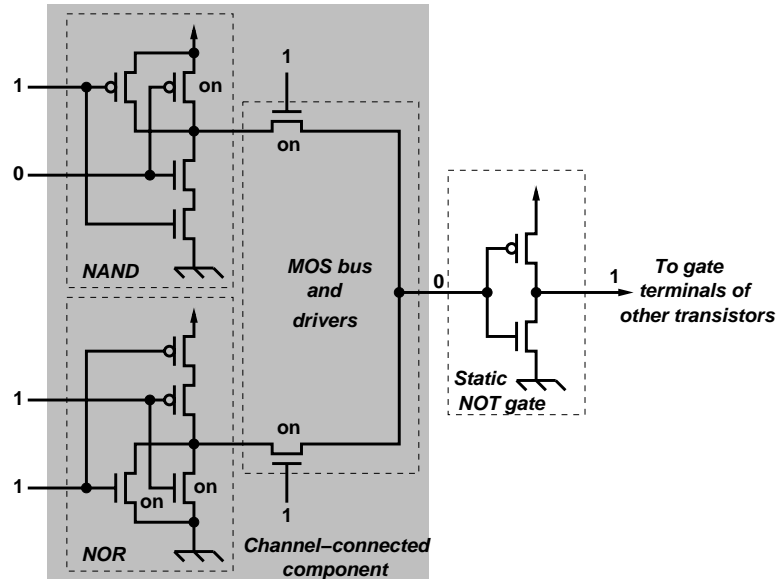 1
1
on
on
0
NAND
MOS bus
and
drivers
0
1
To gate
terminals of
other transistors
Static
NOT gate
1
on
1
on
on
1
NOR
Channel–connected
component